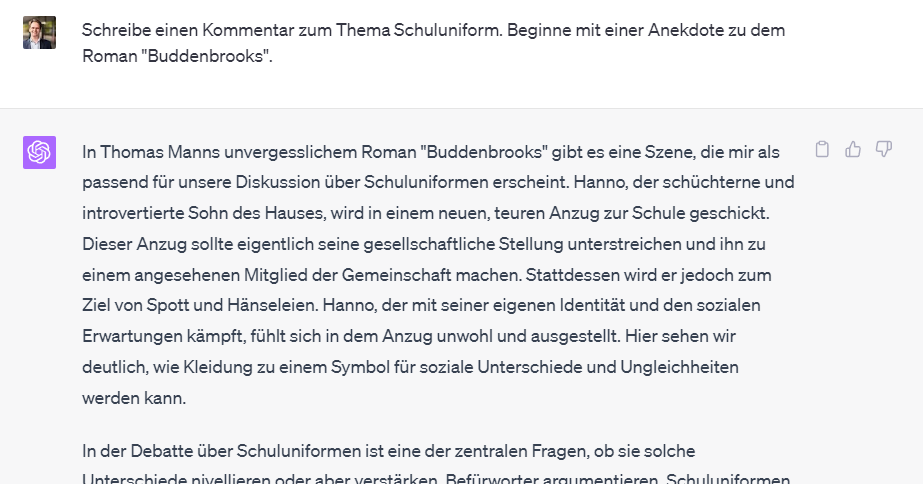 Schreibe einen Kommentar zum Thema Schuluniform. Beginne mit einer Anekdote zu dem
Roman "Buddenbrooks".
In Thomas Manns unvergesslichem Roman "Buddenbrooks" gibt es eine Szene, die mir als
passend für unsere Diskussion über Schuluniformen erscheint. Hanno, der schüchterne und
introvertierte Sohn des Hauses, wird in einem neuen, teuren Anzug zur Schule geschickt.
Dieser Anzug sollte eigentlich seine gesellschaftliche Stellung unterstreichen und ihn zu
einem angesehenen Mitglied der Gemeinschaft machen. Stattdessen wird er jedoch zum
Ziel von Spott und Hänseleien. Hanno, der mit seiner eigenen Identität und den sozialen
Erwartungen kämpft, fühlt sich in dem Anzug unwohl und ausgestellt. Hier sehen wir
deutlich, wie Kleidung zu einem Symbol für soziale Unterschiede und Ungleichheiten
werden kann.
In der Debatte über Schuluniformen ist eine der zentralen Fragen, ob sie solche
Unterschiede nivellieren oder aber verstärken. Befürworter argumentieren, Schuluniformen